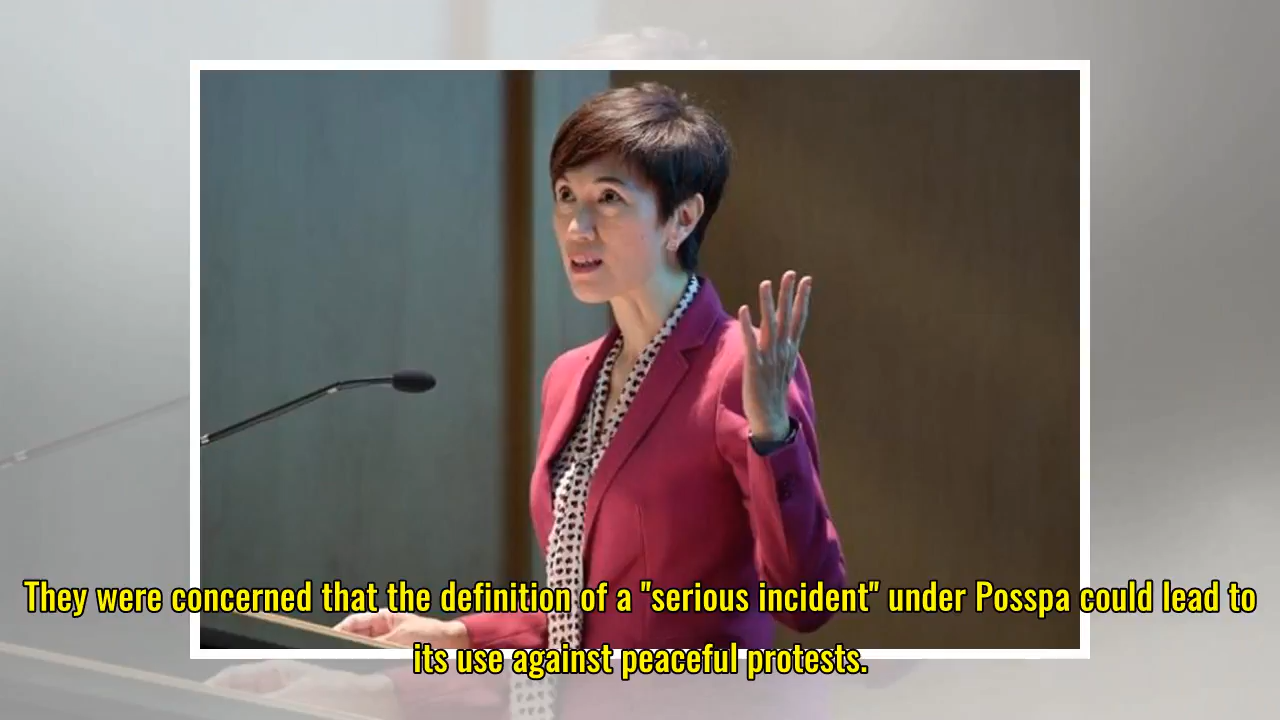 They were concerned that the definition of a "serious incident" under Posspa could lead to
its use against peaceful protests.